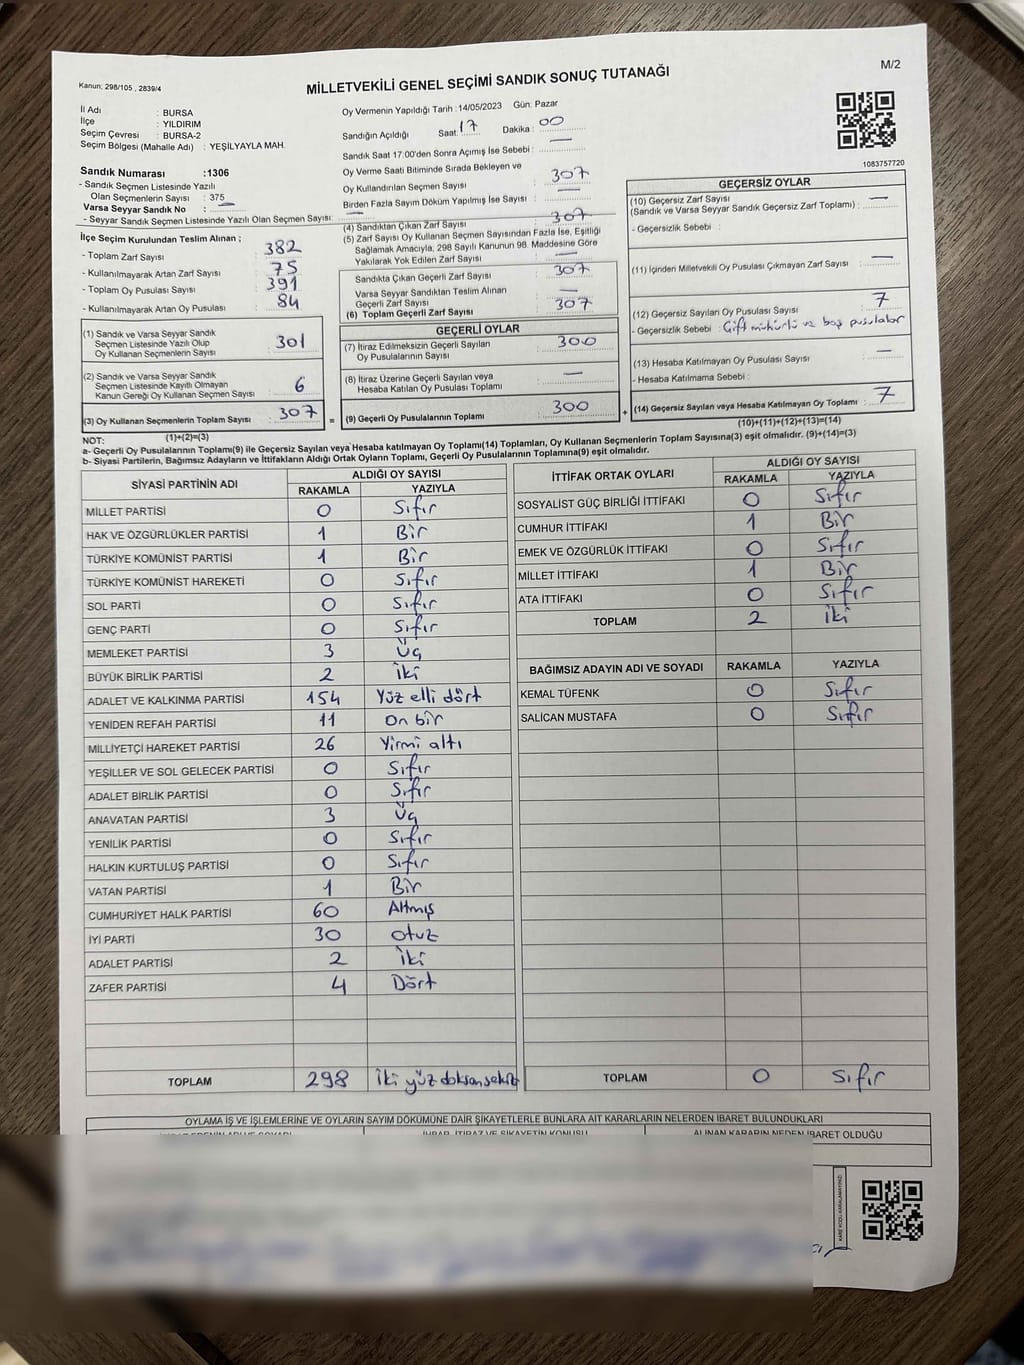 Kanun: 298/105 , 2839/4
MİLLETVEKİLİ GENEL SEÇİMİ SANDIK SONUÇ TUTANAĞI
M/2
İl Adı : BURSA
İlçe : YILDIRIM
Seçim Çevresi : BURSA-2
Seçim Bölgesi (Mahalle Adı) : YEŞİLYAYLA MAH.
Sandık Numarası :1306
- Sandık Seçmen Listesinde Yazılı
Olan Seçmenlerin Sayısı : 375
Varsa Seyyar Sandık No : —
- Seyyar Sandık Seçmen Listesinde Yazılı Olan Seçmen Sayısı: —
İlçe Seçim Kurulundan Teslim Alınan ;
- Toplam Zarf Sayısı : 382
- Kullanılmayarak Artan Zarf Sayısı : 75
- Toplam Oy Pusulası Sayısı : 391
- Kullanılmayarak Artan Oy Pusulası : 84
(1) Sandık ve Varsa Seyyar Sandık
Seçmen Listesinde Yazılı Olup
Oy Kullanan Seçmenlerin Sayısı : 301
(2) Sandık ve Varsa Seyyar Sandık
Seçmen Listesinde Kayıtlı Olmayan
Kanun Gereği Oy Kullanan Seçmen Sayısı : 6
(3) Oy Kullanan Seçmenlerin Toplam Sayısı : 307
(1)+(2)=(3)
Oy Vermenin Yapıldığı Tarih : 14/05/2023 Gün: Pazar
Sandığın Açıldığı Saat: 17 Dakika : 00
Sandık Saat 17:00'den Sonra Açımış İse Sebebi : —
Oy Verme Saati Bitiminde Sırada Bekleyen ve
Oy Kullandırılan Seçmen Sayısı : 307
Birden Fazla Sayım Döküm Yapılmış İse Sayısı : —
(4) Sandıktan Çıkan Zarf Sayısı : 307
(5) Zarf Sayısı Oy Kullanan Seçmen Sayısından Fazla İse, Eşitliği
Sağlamak Amacıyla, 298 Sayılı Kanunun 98. Maddesine Göre
Yakılarak Yok Edilen Zarf Sayısı : —
Sandıkta Çıkan Geçerli Zarf Sayısı : 307
Varsa Seyyar Sandıktan Teslim Alınan
Geçerli Zarf Sayısı : —
(6) Toplam Geçerli Zarf Sayısı : 307
GEÇERLİ OYLAR
(7) İtiraz Edilmeksizin Geçerli Sayılan
Oy Pusulalarının Sayısı : 300
(8) İtiraz Üzerine Geçerli Sayılan veya
Hesaba Katılan Oy Pusulası Toplamı : —
= (9) Geçerli Oy Pusulalarının Toplamı : 300 +
1083757720
GEÇERSİZ OYLAR
(10) Geçersiz Zarf Sayısı : —
(Sandık ve Varsa Seyyar Sandık Geçersiz Zarf Toplamı) :
- Geçersizlik Sebebi :
(11) İçinden Milletvekili Oy Pusulası Çıkmayan Zarf Sayısı : —
(12) Geçersiz Oy Pusulası Sayısı : 7
- Geçersizlik Sebebi : Çift mühürlü ve boş pusulalar
(13) Hesaba Katılmayan Oy Pusulası Sayısı : —
- Hesaba Katılmama Sebebi :
(14) Geçersiz Sayılan veya Hesaba Katılmayan Oy Toplamı : 7
(10)+(11)+(12)+(13)=(14)
NOT:
a- Geçerli Oy Pusulalarının Toplamı(9) ile Geçersiz Sayılan veya Hesaba katılmayan Oy Toplamı(14) Toplamları, Oy Kullanan Seçmenlerin Toplam Sayısına(3) eşit olmalıdır. (9)+(14)=(3)
b- Siyasi Partilerin, Bağımsız Adayların ve İttifakların Aldığı Ortak Oyların Toplamı, Geçerli Oy Pusulalarının Toplamına(9) eşit olmalıdır.
SİYASİ PARTİNİN ADI ALDIĞI OY SAYISI
RAKAMLA YAZIYLA
MİLLET PARTİSİ 0 Sıfır
HAK VE ÖZGÜRLÜKLER PARTİSİ 1 Bir
TÜRKİYE KOMÜNİST PARTİSİ 1 Bir
TÜRKİYE KOMÜNİST HAREKETİ 0 Sıfır
SOL PARTİ 0 Sıfır
GENÇ PARTİ 0 Sıfır
MEMLEKET PARTİSİ 3 Üç
BÜYÜK BİRLİK PARTİSİ 2 İki
ADALET VE KALKINMA PARTİSİ 154 Yüz elli dört
YENİDEN REFAH PARTİSİ 11 On bir
MİLLİYETÇİ HAREKET PARTİSİ 26 Yirmi altı
YEŞİLLER VE SOL GELECEK PARTİSİ 0 Sıfır
ADALET BİRLİK PARTİSİ 0 Sıfır
ANAVATAN PARTİSİ 3 Üç
YENİLİK PARTİSİ 0 Sıfır
HALKIN KURTULUŞ PARTİSİ 0 Sıfır
VATAN PARTİSİ 1 Bir
CUMHURİYET HALK PARTİSİ 60 Altmış
İYİ PARTİ 30 otuz
ADALET PARTİSİ 2 İki
ZAFER PARTİSİ 4 Dört
TOPLAM 298 İki yüz doksan sekiz
İTTİFAK ORTAK OYLARI ALDIĞI OY SAYISI
RAKAMLA YAZIYLA
SOSYALİST GÜÇ BİRLİĞİ İTTİFAKI 0 Sıfır
CUMHUR İTTİFAKI 1 Bir
EMEK VE ÖZGÜRLÜK İTTİFAKI 0 Sıfır
MİLLET İTTİFAKI 1 Bir
ATA İTTİFAKI 0 Sıfır
TOPLAM 2 İki
BAĞIMSIZ ADAYIN ADI VE SOYADI RAKAMLA YAZIYLA
KEMAL TÜFENK 0 Sıfır
SALİCAN MUSTAFA 0 Sıfır
TOPLAM 0 Sıfır
OYLAMA İŞ VE İŞLEMLERİNE VE OYLARIN SAYIM DÖKÜMÜNE DAİR ŞİKAYETLERLE BUNLARA AİT KARARLARIN NELERDEN İBARET BULUNDUKLARI
İHBAR, İTİRAZ VE ŞİKAYETİN KONUSU ALINAN KARARIN NEDEN İBARET OLDUĞU
KARE KODU KARALAMAYINIZ!